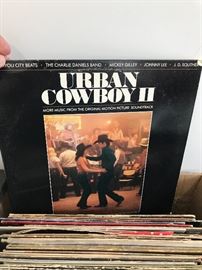 YOU CITY BEATS • THE CHARLIE DANIELS BAND • MICKEY GILLEY • JOHNNY LEE • J. D. SOUTHE
URBAN
COWBOY II
MORE MUSIC FROM THE ORIGINAL MOTION PICTURE SOUNDTRACK